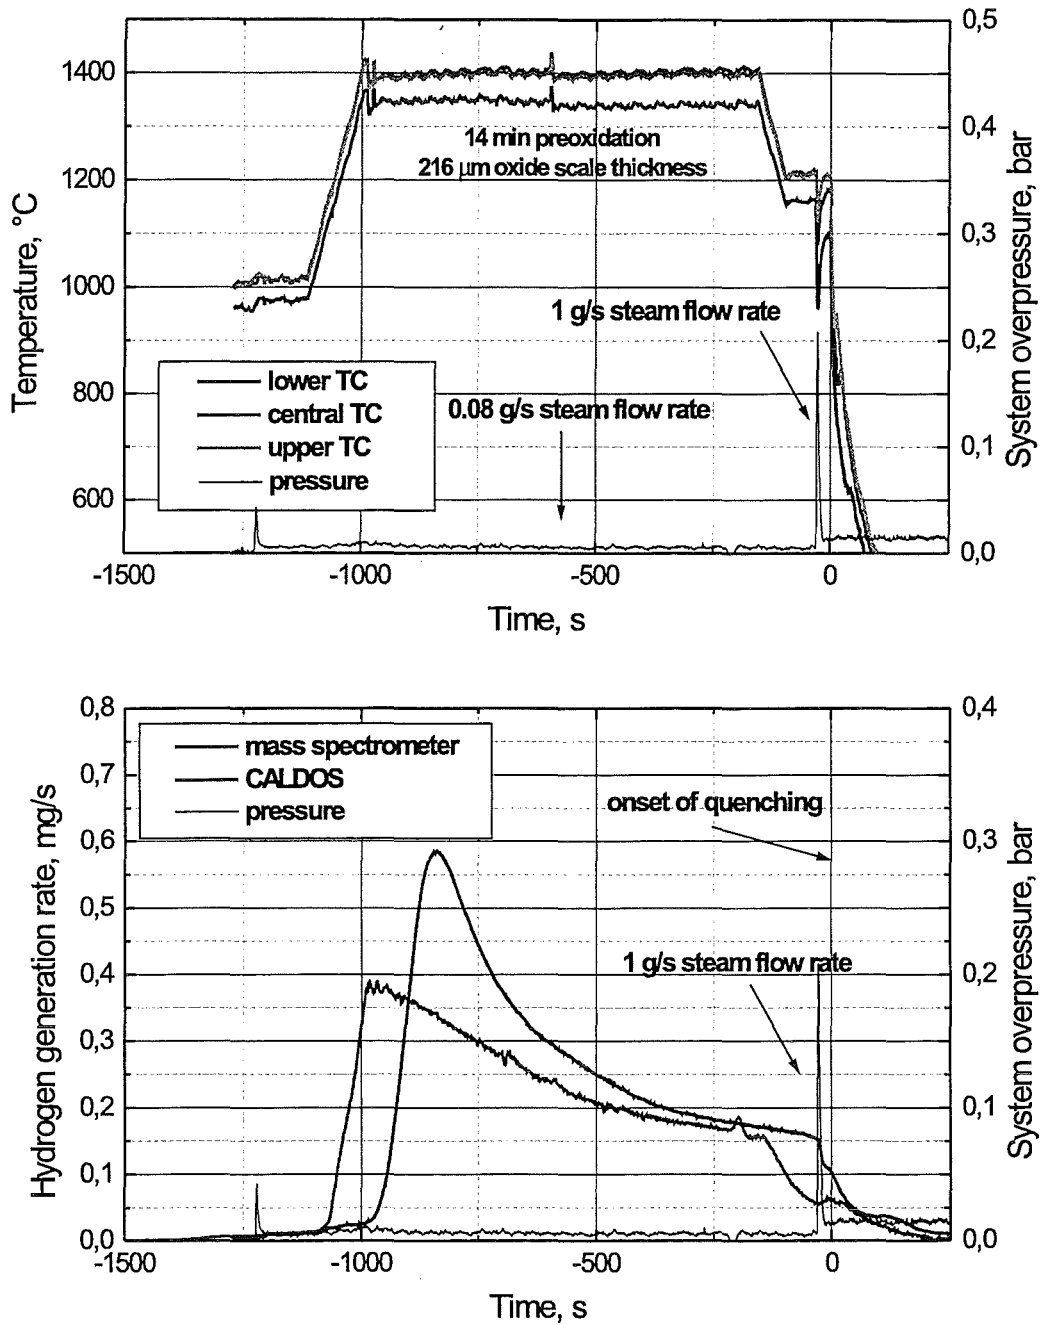 0,5
1400
0,4
14 min preoxidation
216 µm oxide scale thickness
1200
0,3
1000
1 g/s steam flow rate
0,2
lower TC
800
central TC
0.08 g/s steam flow rate
upper TC
0,1
pressure
600
0,0
-1500
-1000
-500
0
Temperature, °C
System overpressure, bar
Time, s
0,8
0,4
mass spectrometer
0,7
CALDOS
pressure
onset of quenching
0,6
0,3
0,5
1 g/s steam flow rate
0,4
0,2
0,3
0,2
0,1
0,1
0,0
0,0
-1500
-1000
-500
0
Hydrogen generation rate, mg/s
System overpressure, bar
Time, s